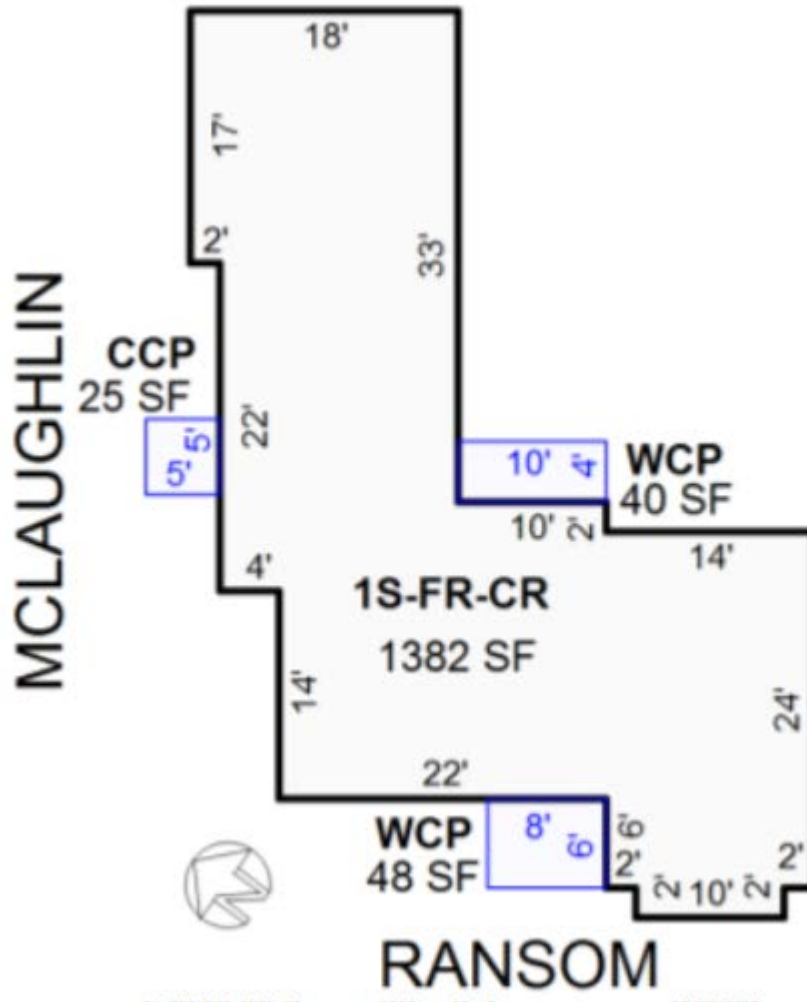 18'
17'
2'
33'
MCLAUGHLIN
CCP
25 SF
5'
5'
22'
10'
4'
WCP
40 SF
10'
2'
14'
4'
1S-FR-CR
1382 SF
14'
24'
22'
WCP
48 SF
8'
6'
6'
2'
2'
2'
10'
2'
RANSOM